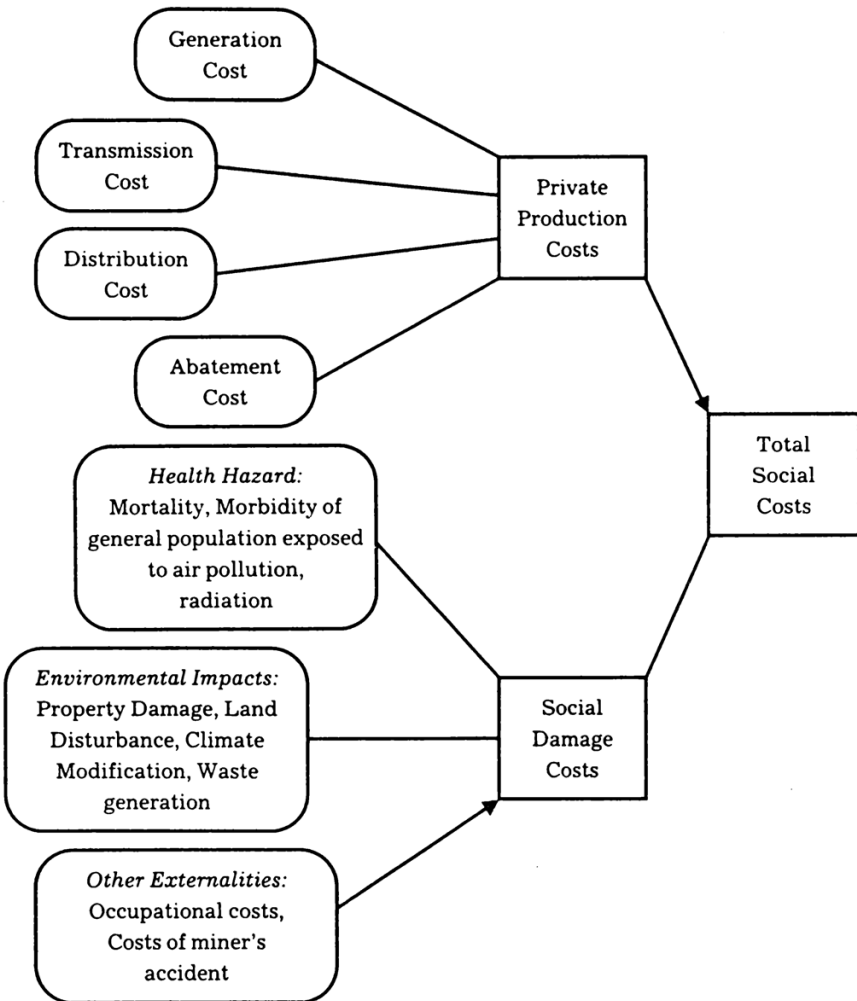 Generation
Cost
Transmission
Cost
Distribution
Cost
Abatement
Cost
Private
Production
Costs
Total
Social
Costs
Health Hazard:
Mortality, Morbidity of
general population exposed
to air pollution,
radiation
Environmental Impacts:
Property Damage, Land
Disturbance, Climate
Modification, Waste
generation
Social
Damage
Costs
Other Externalities:
Occupational costs,
Costs of miner's
accident